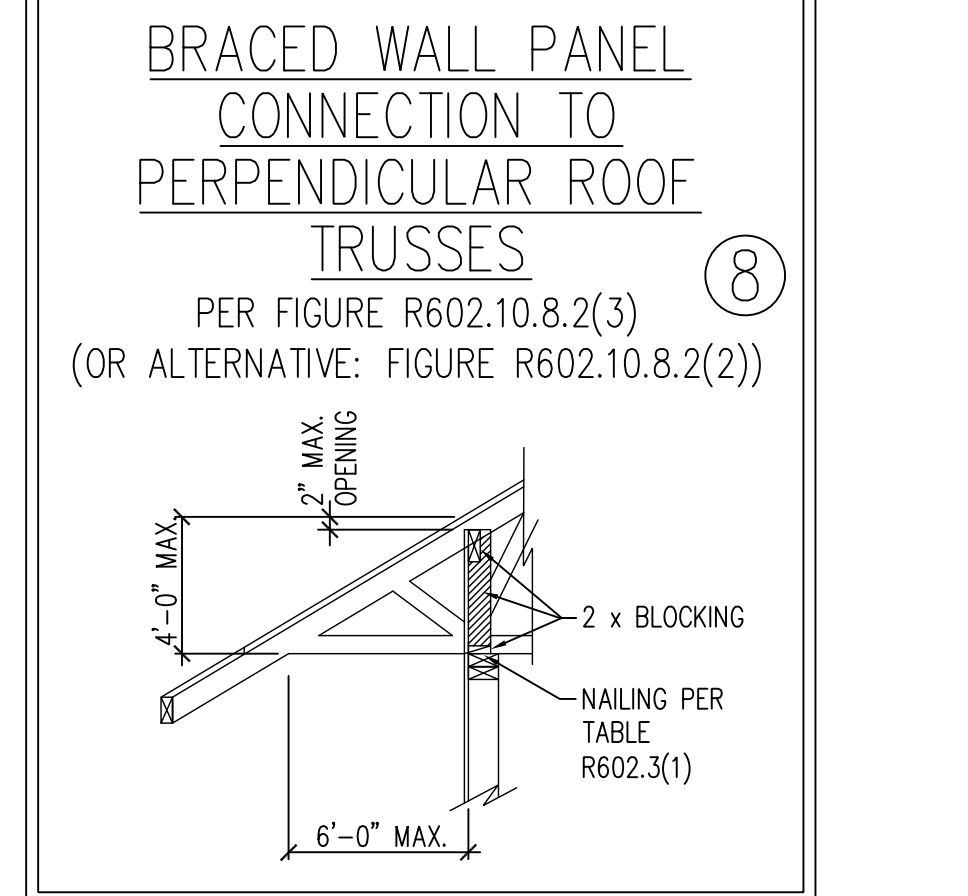 BRACED WALL PANEL
CONNECTION TO
PERPENDICULAR ROOF
TRUSSES
8
PER FIGURE R602.10.8.2(3)
(OR ALTERNATIVE: FIGURE R602.10.8.2(2))
2" MAX.
OPENING
4'-0" MAX.
2 x BLOCKING
NAILING PER
TABLE
R602.3(1)
6'-0" MAX.